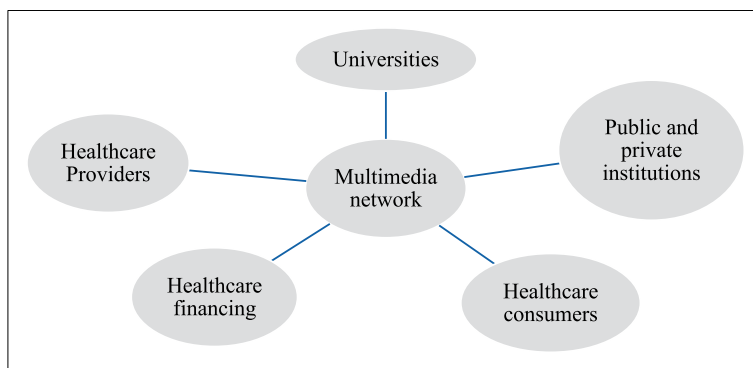 Universities
Healthcare
Providers
Public and
private
institutions
Multimedia
network
Healthcare
financing
Healthcare
consumers